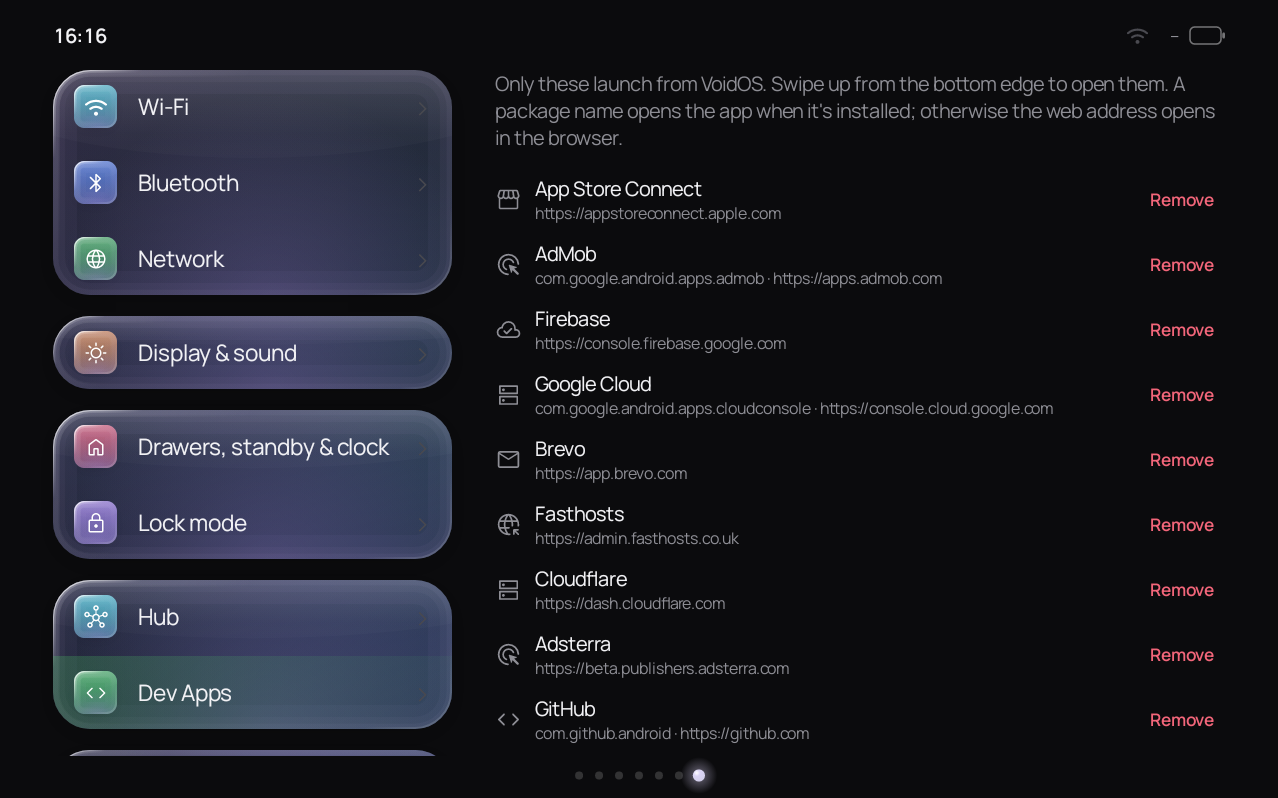 16:16
Wi-Fi
Bluetooth
Network
Display & sound
Drawers, standby & clock
Lock mode
Hub
Dev Apps
Only these launch from VoidOS. Swipe up from the bottom edge to open them. A
package name opens the app when it's installed; otherwise the web address opens
in the browser.
App Store Connect
https://appstoreconnect.apple.com
Remove
AdMob
com.google.android.apps.admob · https://apps.admob.com
Remove
Firebase
https://console.firebase.google.com
Remove
Google Cloud
com.google.android.apps.cloudconsole · https://console.cloud.google.com
Remove
Brevo
https://app.brevo.com
Remove
Fasthosts
https://admin.fasthosts.co.uk
Remove
Cloudflare
https://dash.cloudflare.com
Remove
Adsterra
https://beta.publishers.adsterra.com
Remove
GitHub
com.github.android · https://github.com
Remove